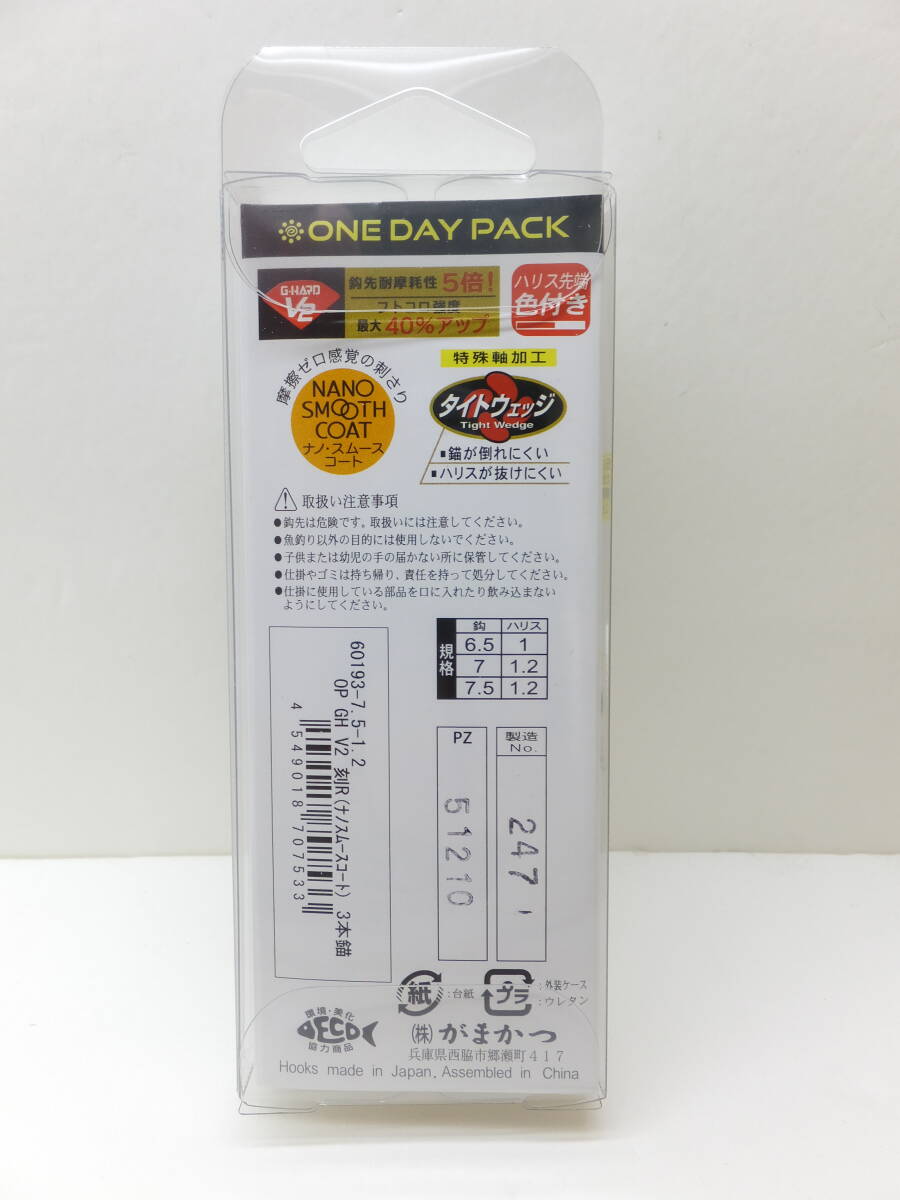 ONE DAY PACK
G-HARD
V2
鈎先耐摩耗性 5倍!
フトコロ強度
最大 40%アップ
ハリス先端
色付き
摩擦ゼロ感覚の刺さり
NANO
SMOOTH
COAT
ナノ・スムース
コート
特殊軸加工
タイトウェッジ
Tight Wedge
■錨が倒れにくい
■ハリスが抜けにくい
取扱い注意事項
●鈎先は危険です。取扱いには注意してください。
●魚釣り以外の目的には使用しないでください。
●子供または幼児の手の届かない所に保管してください。
●仕掛やゴミは持ち帰り、責任を持って処分してください。
●仕掛に使用している部品を口に入れたり飲み込まない
ようにしてください。
規格
鈎 ハリス
6.5 1
7 1.2
7.5 1.2
60193-7.5-1.2
OP GH V2 刻R(ナノスムースコート) 3本錨
4 549018 707533
PZ
51210
製造
No.
247
紙 :台紙
プラ :外装ケース
:ウレタン
環境・美化
ECO
協力商品
(株)がまかつ
兵庫県西脇市郷瀬町417
Hooks made in Japan, Assembled in China